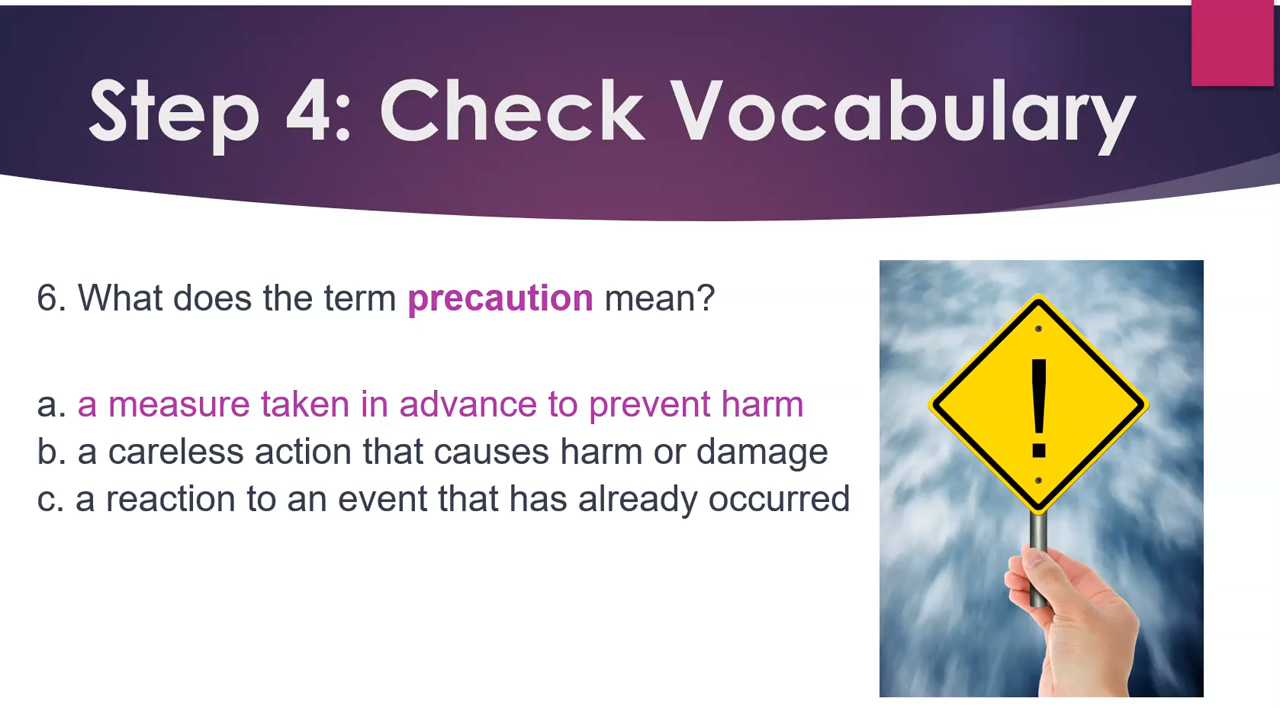 Step 4: Check Vocabulary
6. What does the term precaution mean?
a. a measure taken in advance to prevent harm
b. a careless action that causes harm or damage
c. a reaction to an event that has already occurred
!